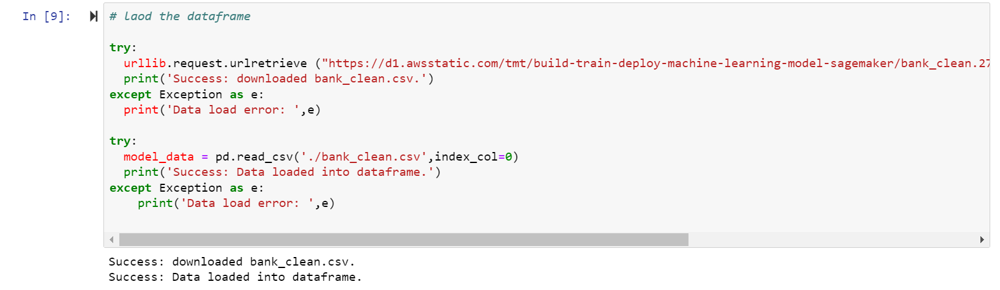 In [9]:
# laod the dataframe
try:
urllib.request.urlretrieve ("https://d1.awsstatic.com/tmt/build-train-deploy-machine-learning-model-sagemaker/bank_clean.27
print('Success: downloaded bank_clean.csv.')
except Exception as e:
print('Data load error: ',e)
try:
model_data = pd.read_csv('./bank_clean.csv',index_col=0)
print('Success: Data loaded into dataframe.')
except Exception as e:
print('Data load error: ',e)
Success: downloaded bank_clean.csv.
Success: Data loaded into dataframe.